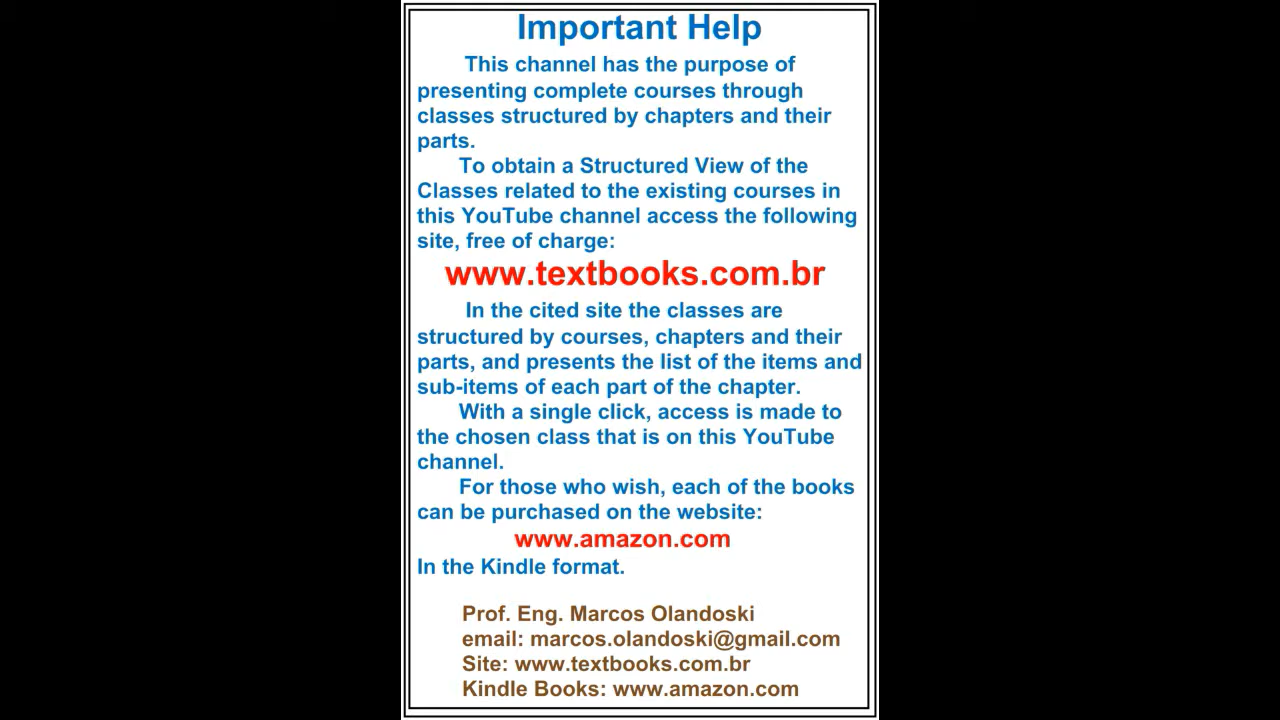 Important Help
This channel has the purpose of
presenting complete courses through
classes structured by chapters and their
parts.
To obtain a Structured View of the
Classes related to the existing courses in
this YouTube channel access the following
site, free of charge:
www.textbooks.com.br
In the cited site the classes are
structured by courses, chapters and their
parts, and presents the list of the items and
sub-items of each part of the chapter.
With a single click, access is made to
the chosen class that is on this YouTube
channel.
For those who wish, each of the books
can be purchased on the website:
www.amazon.com
In the Kindle format.
Prof. Eng. Marcos Olandoski
email: marcos.olandoski@gmail.com
Site: www.textbooks.com.br
Kindle Books: www.amazon.com